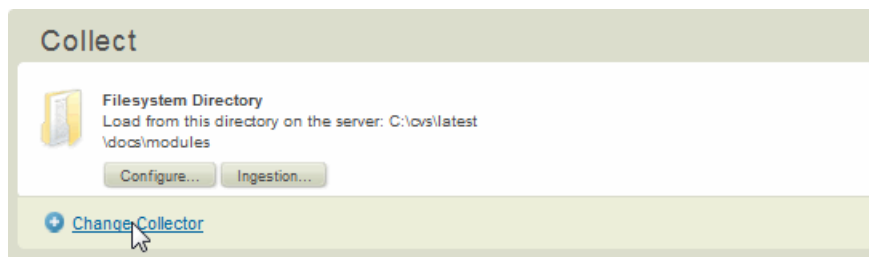 Collect
Filesystem Directory
Load from this directory on the server: C:\cvs\latest
\docs\modules
Configure... Ingestion...
Change Collector